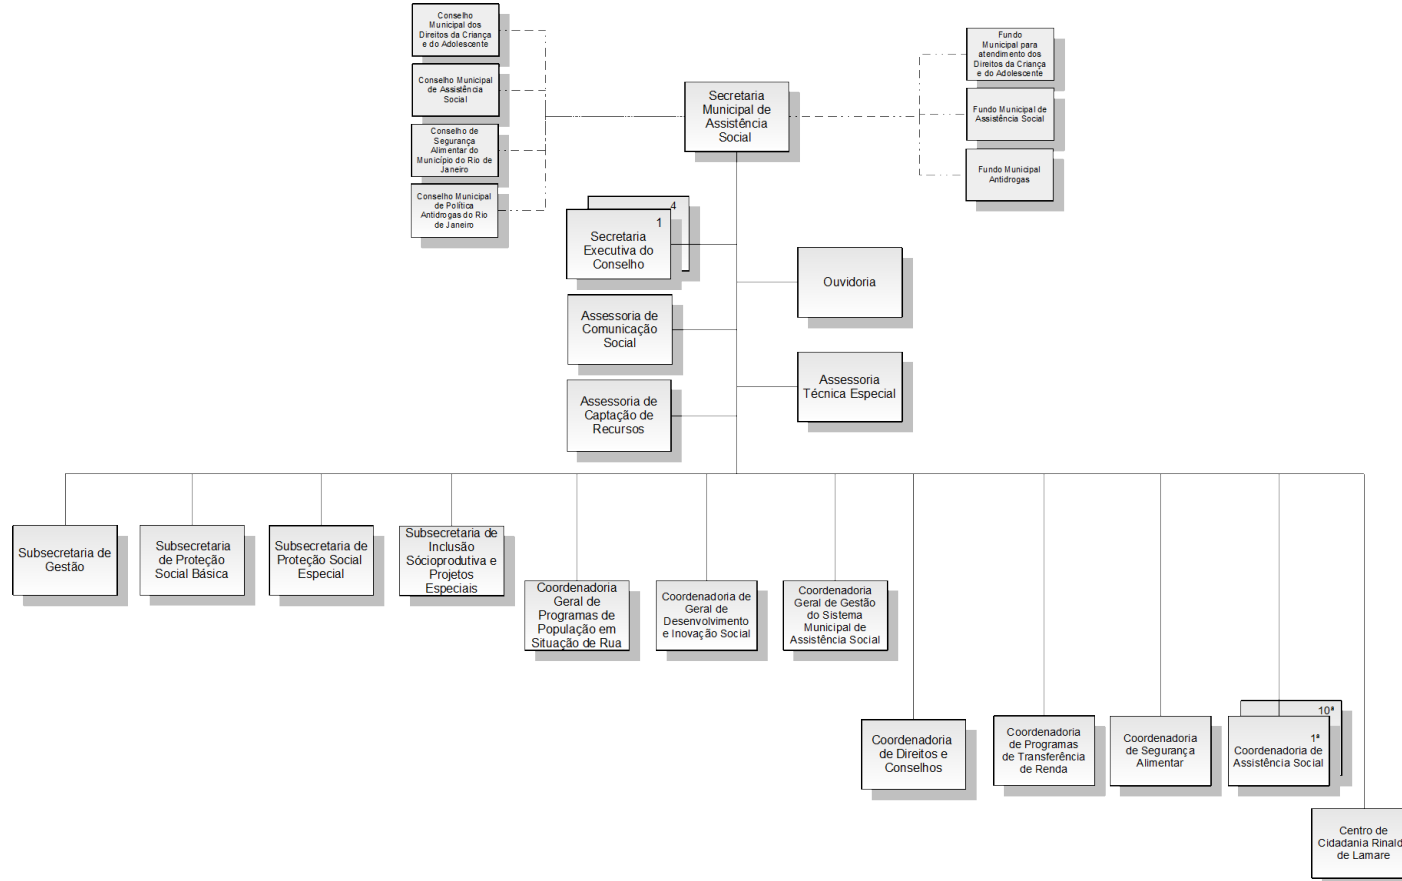 Conselho
Municipal dos
Direitos da Criança
e do Adolescente
Conselho Municipal
de Assistência
Social
Conselho de
Segurança
Alimentar do
Município do Rio de
Janeiro
Conselho Municipal
de Política
Antidrogas do Rio
de Janeiro
Secretaria
Municipal de
Assistência
Social
Fundo
Municipal para
atendimento dos
Direitos da Criança
e do Adolescente
Fundo Municipal de
Assistência Social
Fundo Municipal
Antidrogas
4
1
Secretaria
Executiva do
Conselho
Ouvidoria
Assessoria de
Comunicação
Social
Assessoria
Técnica Especial
Assessoria de
Captação de
Recursos
Subsecretaria de
Gestão
Subsecretaria
de Proteção
Social Básica
Subsecretaria de
Proteção Social
Especial
Subsecretaria de
Inclusão
Sócioprodutiva e
Projetos
Especiais
Coordenadoria
Geral de
Programas de
População em
Situação de Rua
Coordenadoria de
Geral de
Desenvolvimento
e Inovação Social
Coordenadoria
Geral de Gestão
do Sistema
Municipal de
Assistência Social
Coordenadoria
de Direitos e
Conselhos
Coordenadoria
de Programas
de Transferência
de Renda
Coordenadoria
de Segurança
Alimentar
10ª
1ª
Coordenadoria de
Assistência Social
Centro de
Cidadania Rinald
de Lamare